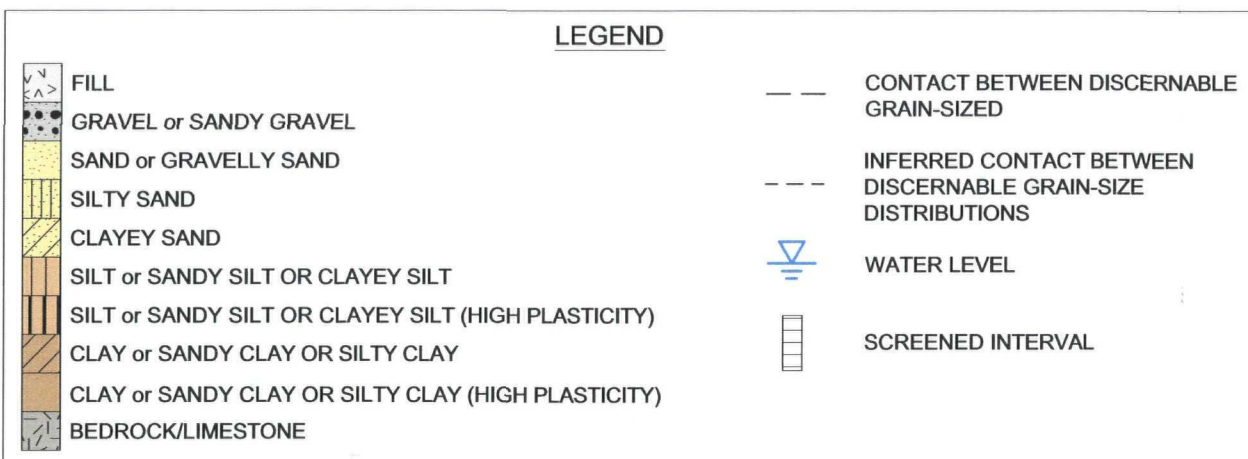 LEGEND
FILL
GRAVEL or SANDY GRAVEL
SAND or GRAVELLY SAND
SILTY SAND
CLAYEY SAND
SILT or SANDY SILT OR CLAYEY SILT
SILT or SANDY SILT OR CLAYEY SILT (HIGH PLASTICITY)
CLAY or SANDY CLAY OR SILTY CLAY
CLAY or SANDY CLAY OR SILTY CLAY (HIGH PLASTICITY)
BEDROCK/LIMESTONE
CONTACT BETWEEN DISCERNABLE
GRAIN-SIZED
INFERRED CONTACT BETWEEN
DISCERNABLE GRAIN-SIZE
DISTRIBUTIONS
WATER LEVEL
SCREENED INTERVAL